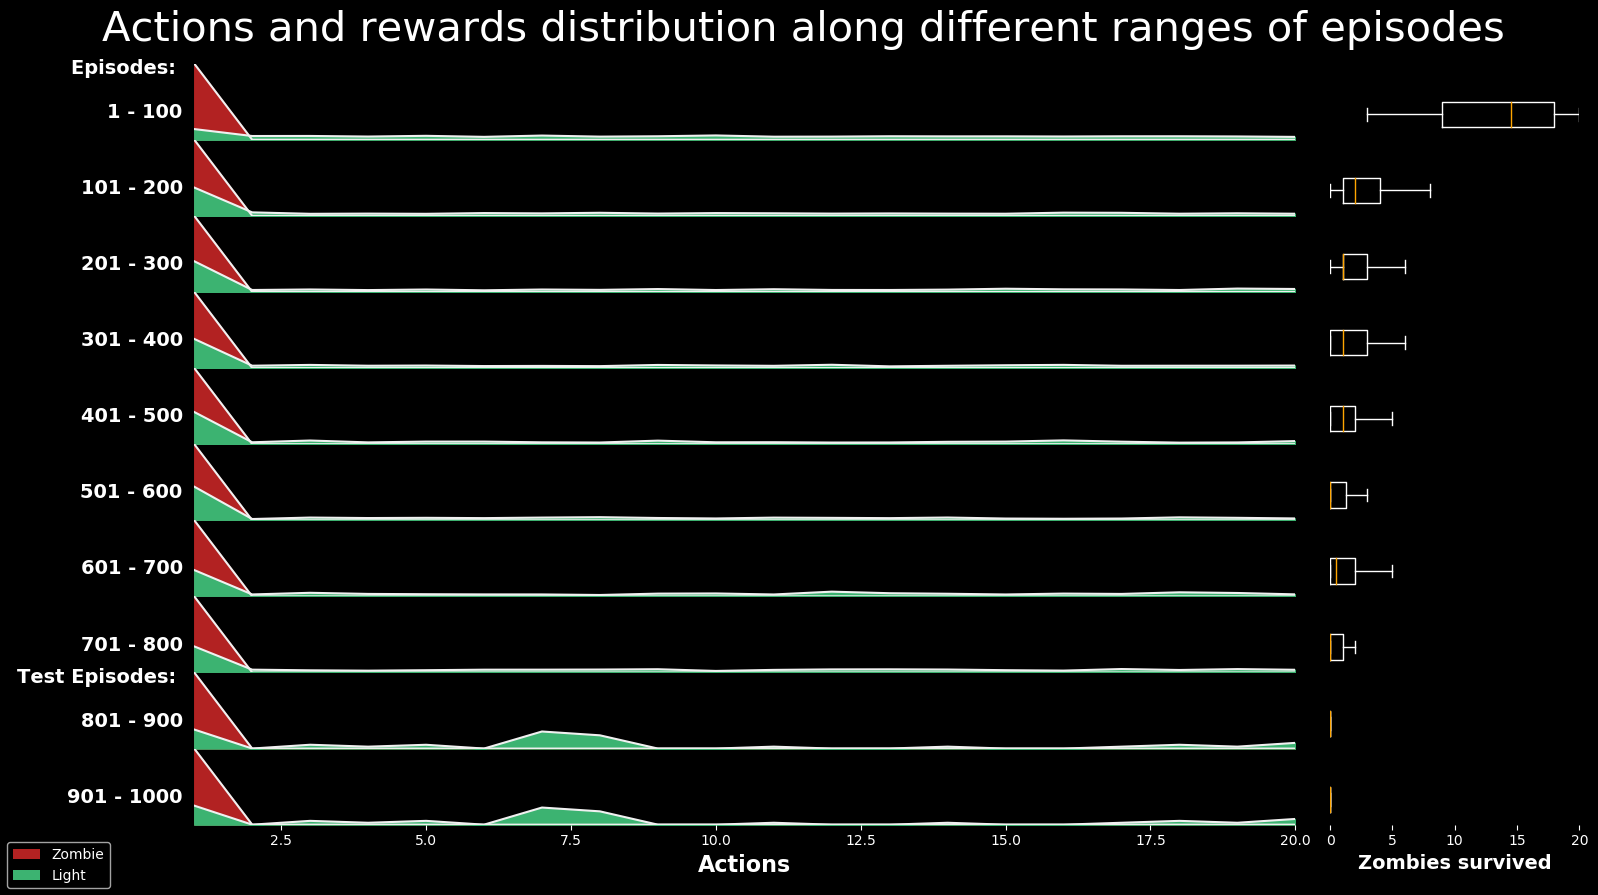 Actions and rewards distribution along different ranges of episodes
Episodes:
1 - 100
101 - 200
201 - 300
301 - 400
401 - 500
501 - 600
601 - 700
701 - 800
Test Episodes:
801 - 900
901 - 1000
2.5 5.0 7.5 10.0 12.5 15.0 17.5 20.0 0 5 10 15 20
Actions
Zombies survived
Zombie
Light